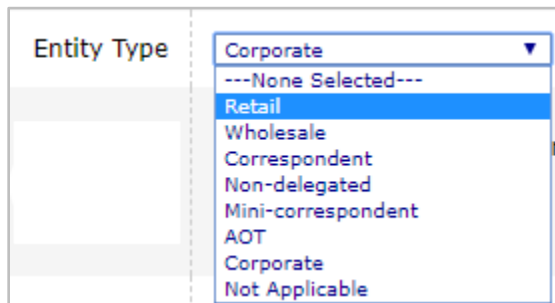 Entity Type Corporate
---None Selected---
Retail
Wholesale
Correspondent
Non-delegated
Mini-correspondent
AOT
Corporate
Not Applicable